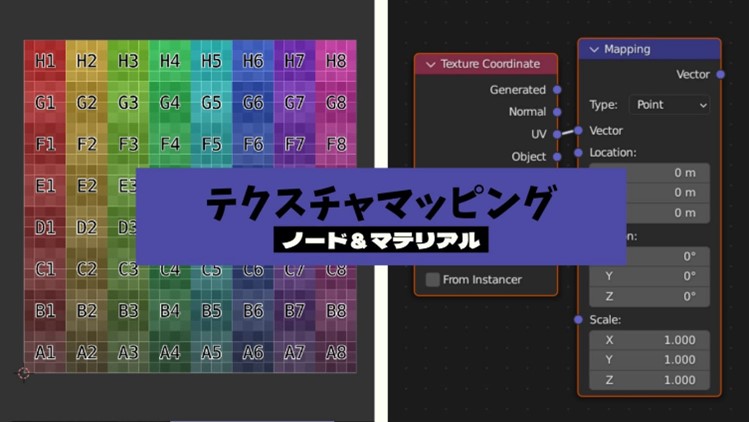 H1 H2 H3 H4 H5 H6 H7 H8
G1 G2 G3 G4 G5 G6 G7 G8
F1 F2 F3 F4 F5 F6 F7 F8
E1 E2 E3
D1 D2 D3
C1 C2 C3 C4 C5 C6 C7 C8
B1 B2 B3 B4 B5 B6 B7 B8
A1 A2 A3 A4 A5 A6 A7 A8
テクスチャマッピング
ノード&マテリアル
Texture Coordinate
Generated
Normal
UV
Object
From Instancer
Mapping
Vector
Type: Point
Vector
Location:
0 m
0 m
0 m
0°
Y 0°
Z 0°
Scale:
X 1.000
Y 1.000
Z 1.000